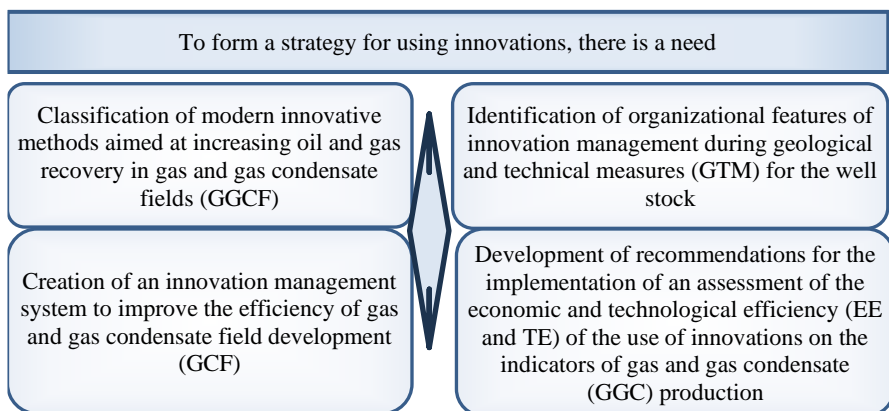 To form a strategy for using innovations, there is a need
Classification of modern innovative
methods aimed at increasing oil and gas
recovery in gas and gas condensate
fields (GGCF)
Identification of organizational features of
innovation management during geological
and technical measures (GTM) for the well
stock
Creation of an innovation management
system to improve the efficiency of gas
and gas condensate field development
(GCF)
Development of recommendations for the
implementation of an assessment of the
economic and technological efficiency (EE
and TE) of the use of innovations on the
indicators of gas and gas condensate
(GGC) production